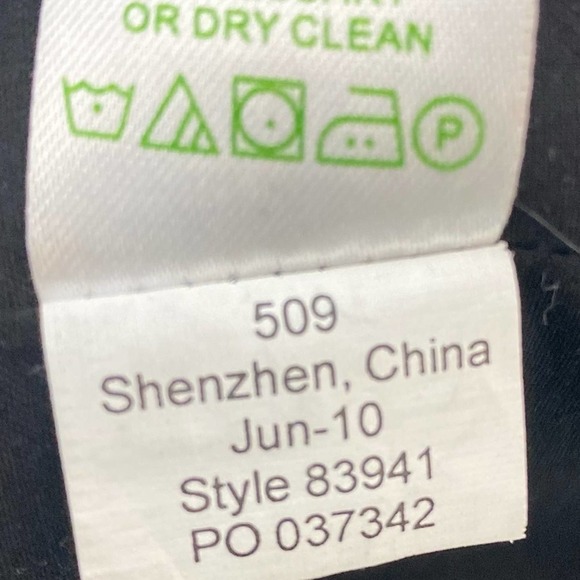 OR DRY CLEAN
P
509
Shenzhen, China
Jun-10
Style 83941
PO 037342